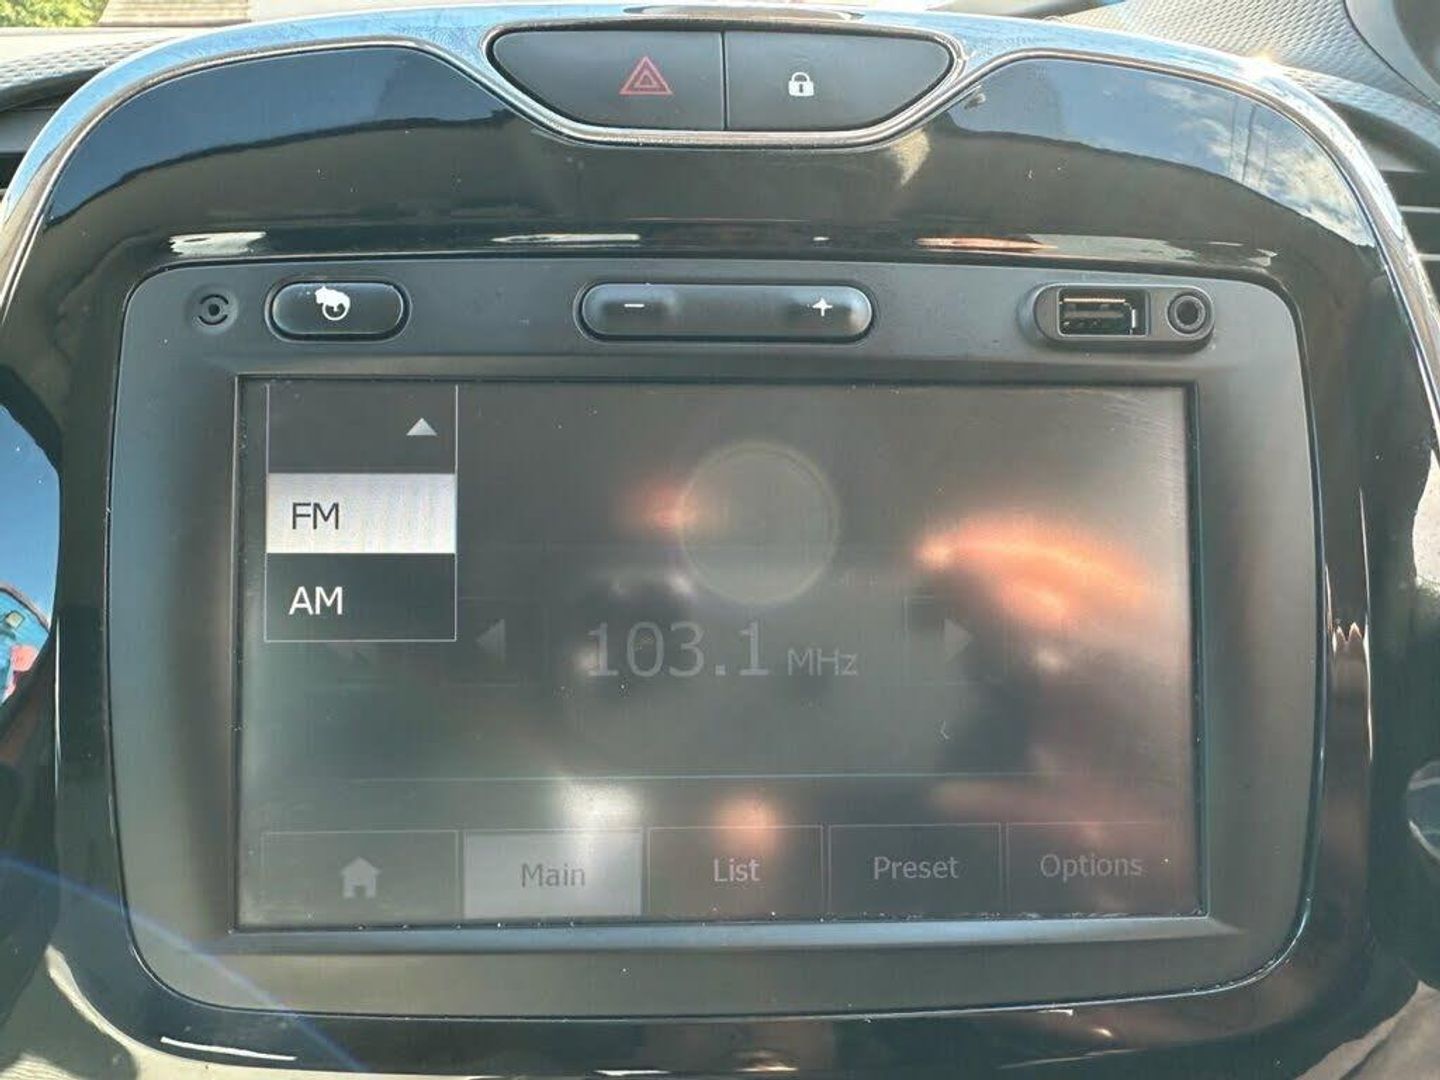 FM
AM
103.1 MHz
Main List Preset Options